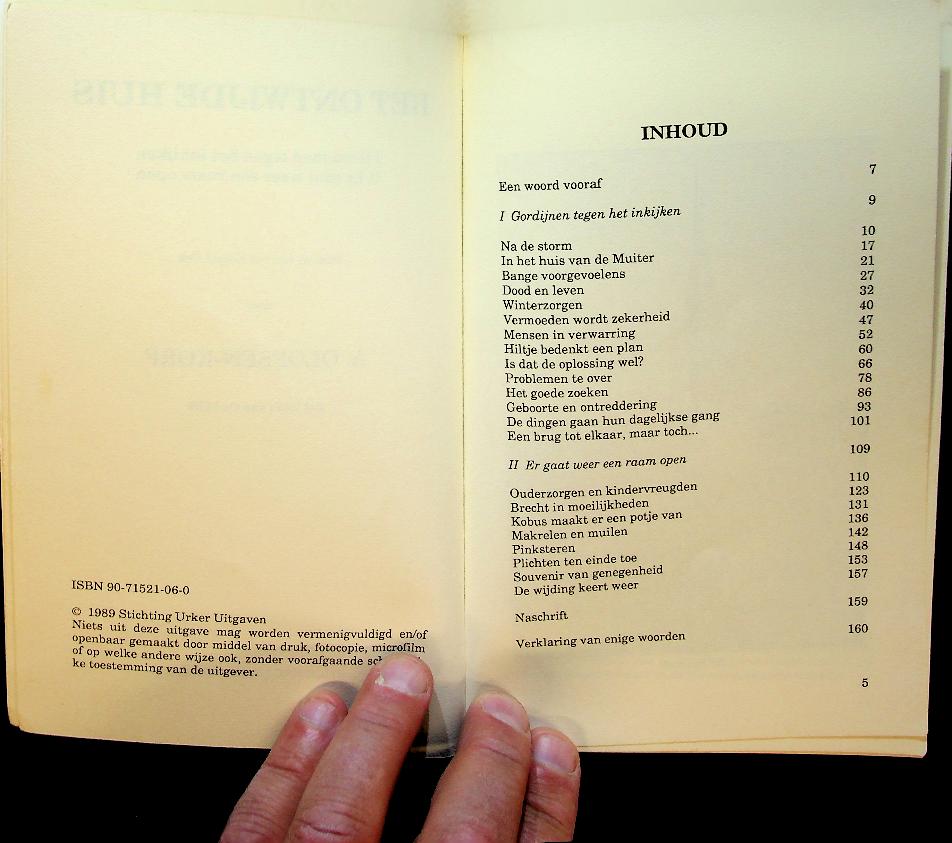 HET ONTWIJDE HUIS
ISBN 90-71521-06-0
© 1989 Stichting Urker Uitgaven
Niets uit deze uitgave mag worden vermenigvuldigd en/of
openbaar gemaakt door middel van druk, fotocopie, microfilm
of op welke andere wijze ook, zonder voorafgaande
ke toestemming van de uitgever.
INHOUD
Een woord vooraf 7
I Gordijnen tegen het inkijken 9
Na de storm 10
In het huis van de Muiter 17
Bange voorgevoelens 21
Dood en leven 27
Winterzorgen 32
Vermoeden wordt zekerheid 40
Mensen in verwarring 47
Hiltje bedenkt een plan 52
Is dat de oplossing wel? 60
Problemen te over 66
Het goede zoeken 78
Geboorte en ontreddering 86
De dingen gaan hun dagelijkse gang 93
Een brug tot elkaar, maar toch... 101
II Er gaat weer een raam open 109
Ouderzorgen en kindervreugden 110
Brecht in moeilijkheden 123
Kobus maakt er een potje van 131
Makrelen en muilen 136
Pinksteren 142
Plichten ten einde toe 148
Souvenir van genegenheid 153
De wijding keert weer 157
Naschrift 159
Verklaring van enige woorden 160
5